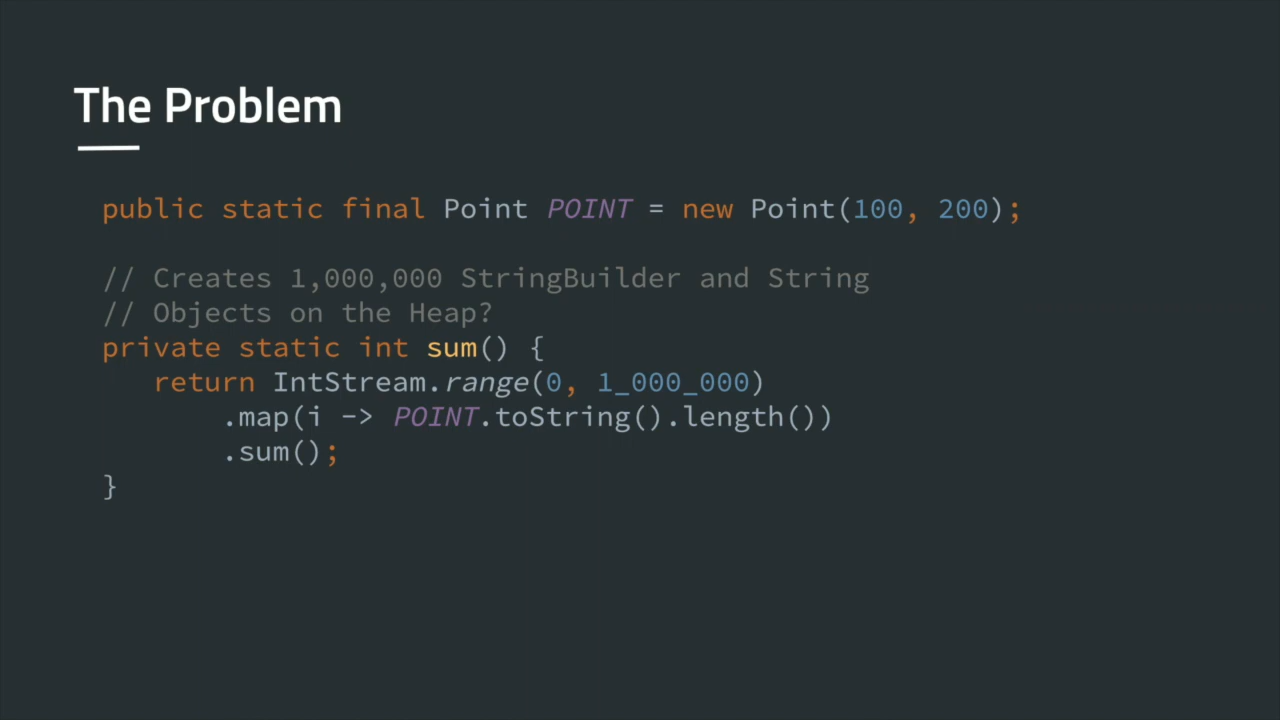 The Problem
public static final Point POINT = new Point(100, 200);
// Creates 1,000,000 StringBuilder and String
// Objects on the Heap?
private static int sum() {
return IntStream.range(0, 1_000_000)
.map(i -> POINT.toString().length())
.sum();
}